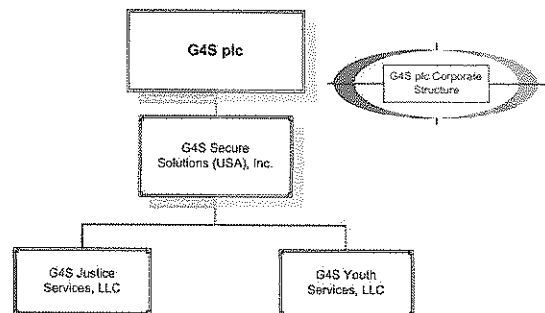 G4S plc
G4S plc Corporate
Structure
G4S Secure
Solutions (USA), Inc.
G4S Justice
Services, LLC
G4S Youth
Services, LLC